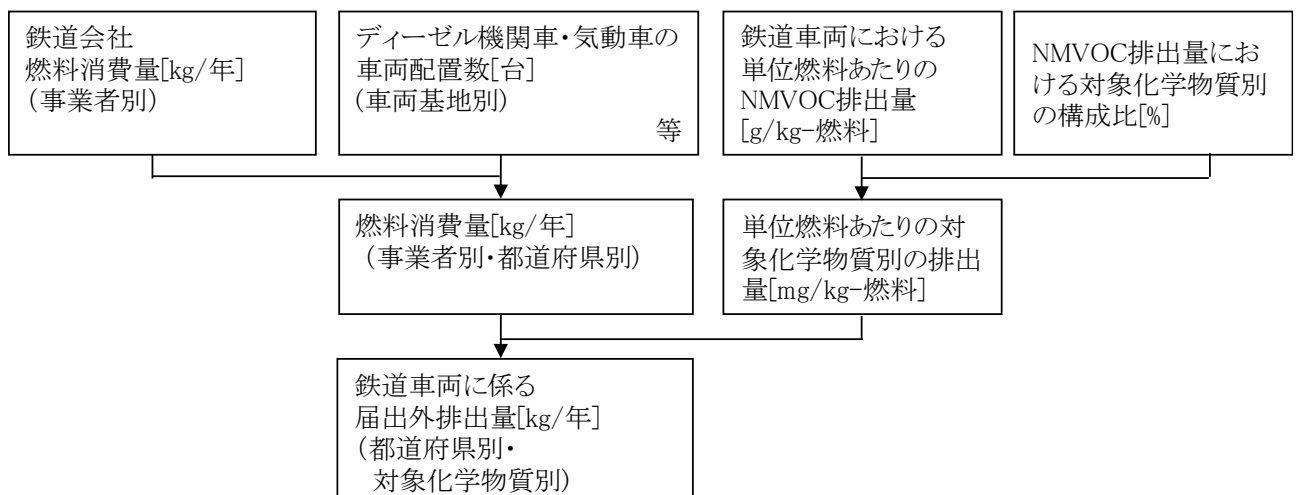 鉄道会社
燃料消費量[kg/年]
(事業者別)
ディーゼル機関車・気動車の
車両配置数[台]
(車両基地別)
等
鉄道車両における
単位燃料あたりの
NMVOC排出量
[g/kg-燃料]
NMVOC排出量にお
ける対象化学物質別
の構成比[%]
燃料消費量[kg/年]
(事業者別・都道府県別)
単位燃料あたりの対
象化学物質別の排出
量[mg/kg-燃料]
鉄道車両に係る
届出外排出量[kg/年]
(都道府県別・
対象化学物質別)